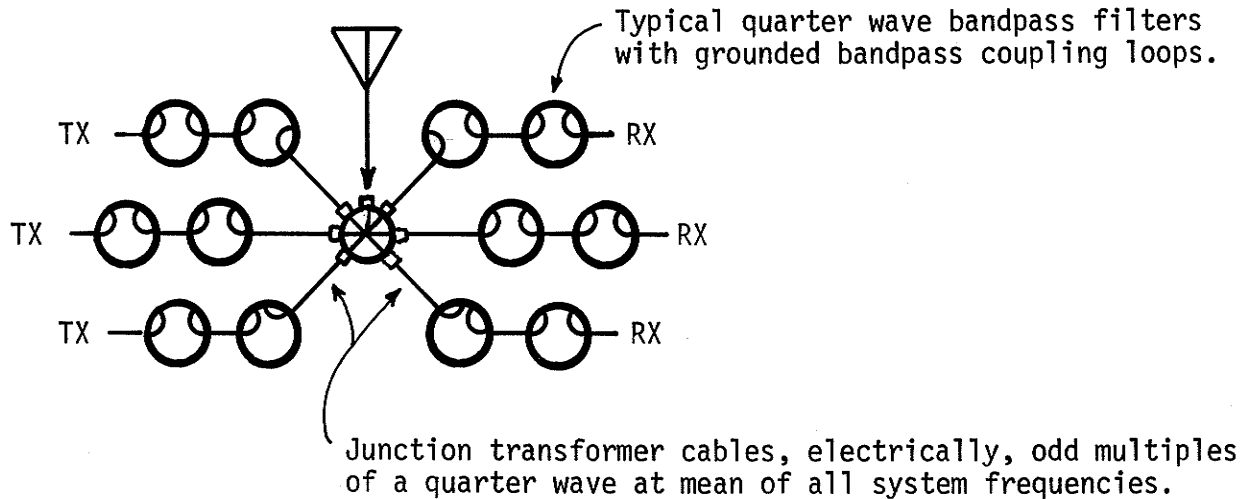 Typical quarter wave bandpass filters
with grounded bandpass coupling loops.
TX
RX
TX
RX
TX
RX
Junction transformer cables, electrically, odd multiples
of a quarter wave at mean of all system frequencies.